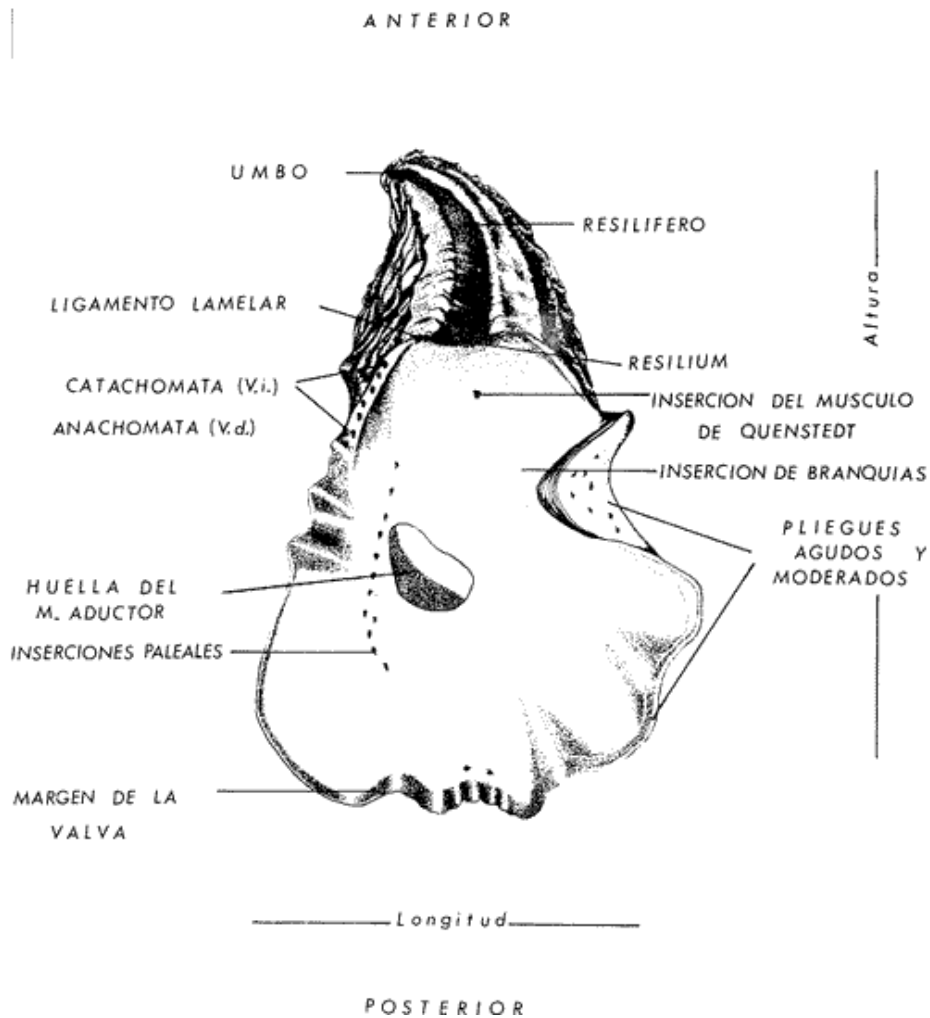 ANTERIOR
UMBO
RESILIFERO
Altura
LIGAMENTO LAMELAR
RESILIUM
CATACHOMATA (V.i.)
INSERCION DEL MUSCULO
DE QUENSTEDT
ANACHOMATA (V.d.)
INSERCION DE BRANQUIAS
PLIEGUES
AGUDOS Y
MODERADOS
HUELLA DEL
M. ADUCTOR
INSERCIONES PALEALES
MARGEN DE LA
VALVA
Longitud
POSTERIOR